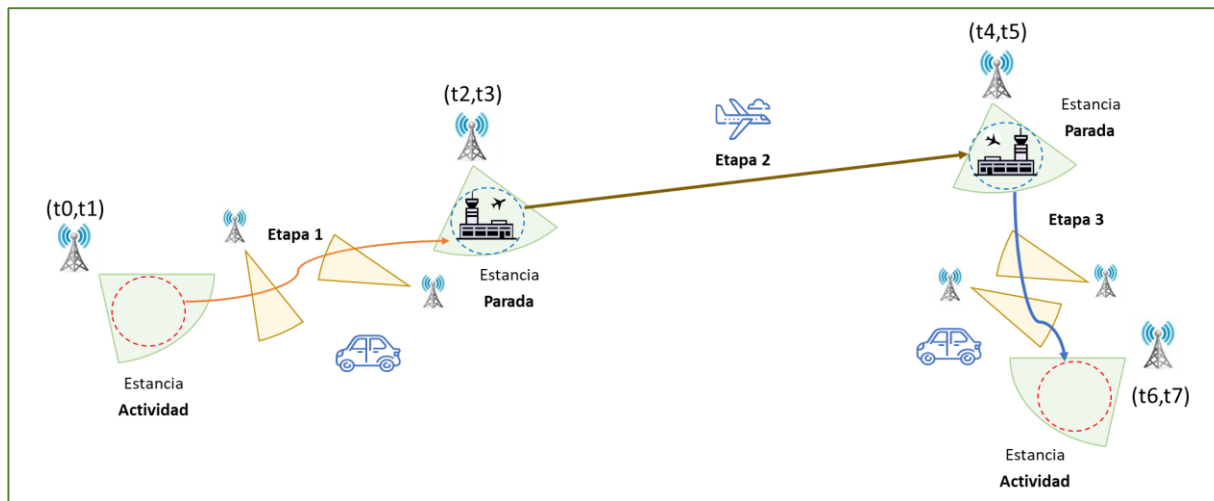 (t0,t1)
Estancia
Actividad
Etapa 1
(t2,t3)
Estancia
Parada
Etapa 2
(t4,t5)
Estancia
Parada
Etapa 3
(t6,t7)
Estancia
Actividad